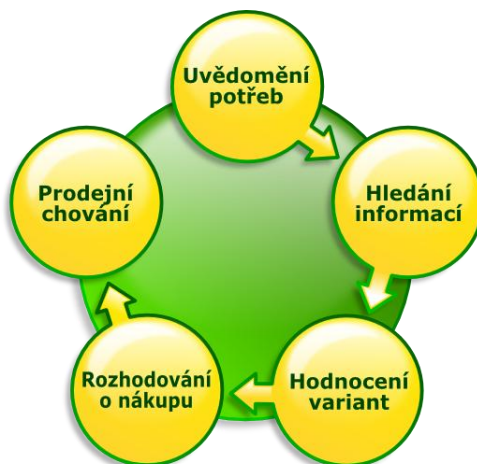 Uvědomění
potřeb
Hledání
informací
Hodnocení
variant
Rozhodování
o nákupu
Prodejní
chování